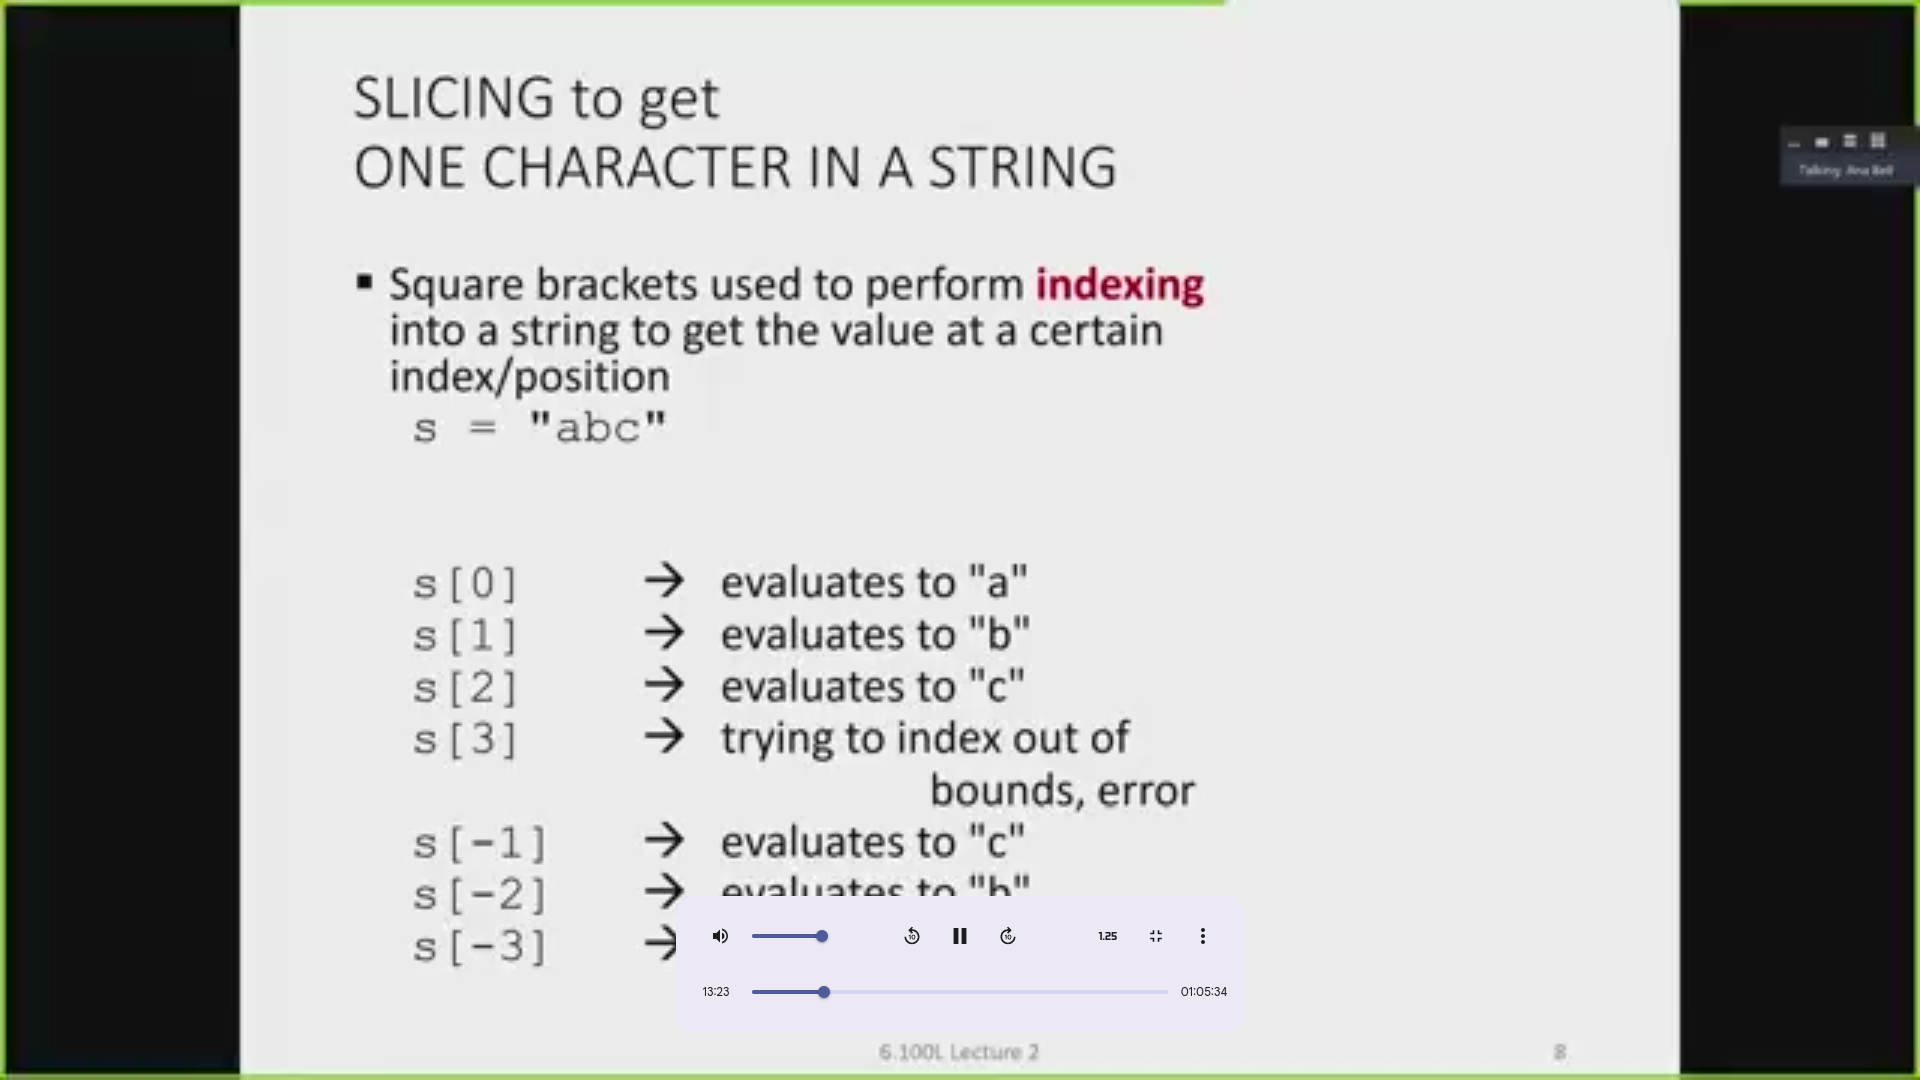 SLICING to get
ONE CHARACTER IN A STRING
Talking: Ana Bell
▪ Square brackets used to perform indexing
into a string to get the value at a certain
index/position
s = "abc"
s[0] → evaluates to "a"
s[1] → evaluates to "b"
s[2] → evaluates to "c"
s[3] → trying to index out of
bounds, error
s[-1] → evaluates to "c"
s[-2] → evaluates to "b"
s[-3] →
10
10
1.25
13:23
01:05:34
6.100L Lecture 2
8